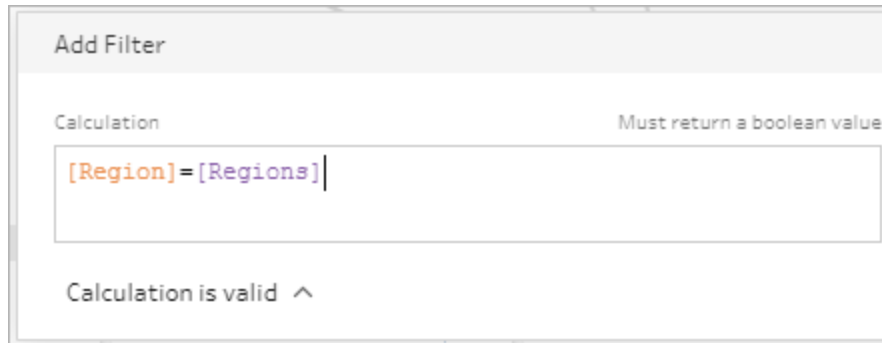 Add Filter
Calculation Must return a boolean value
[Region]=[Regions]
Calculation is valid